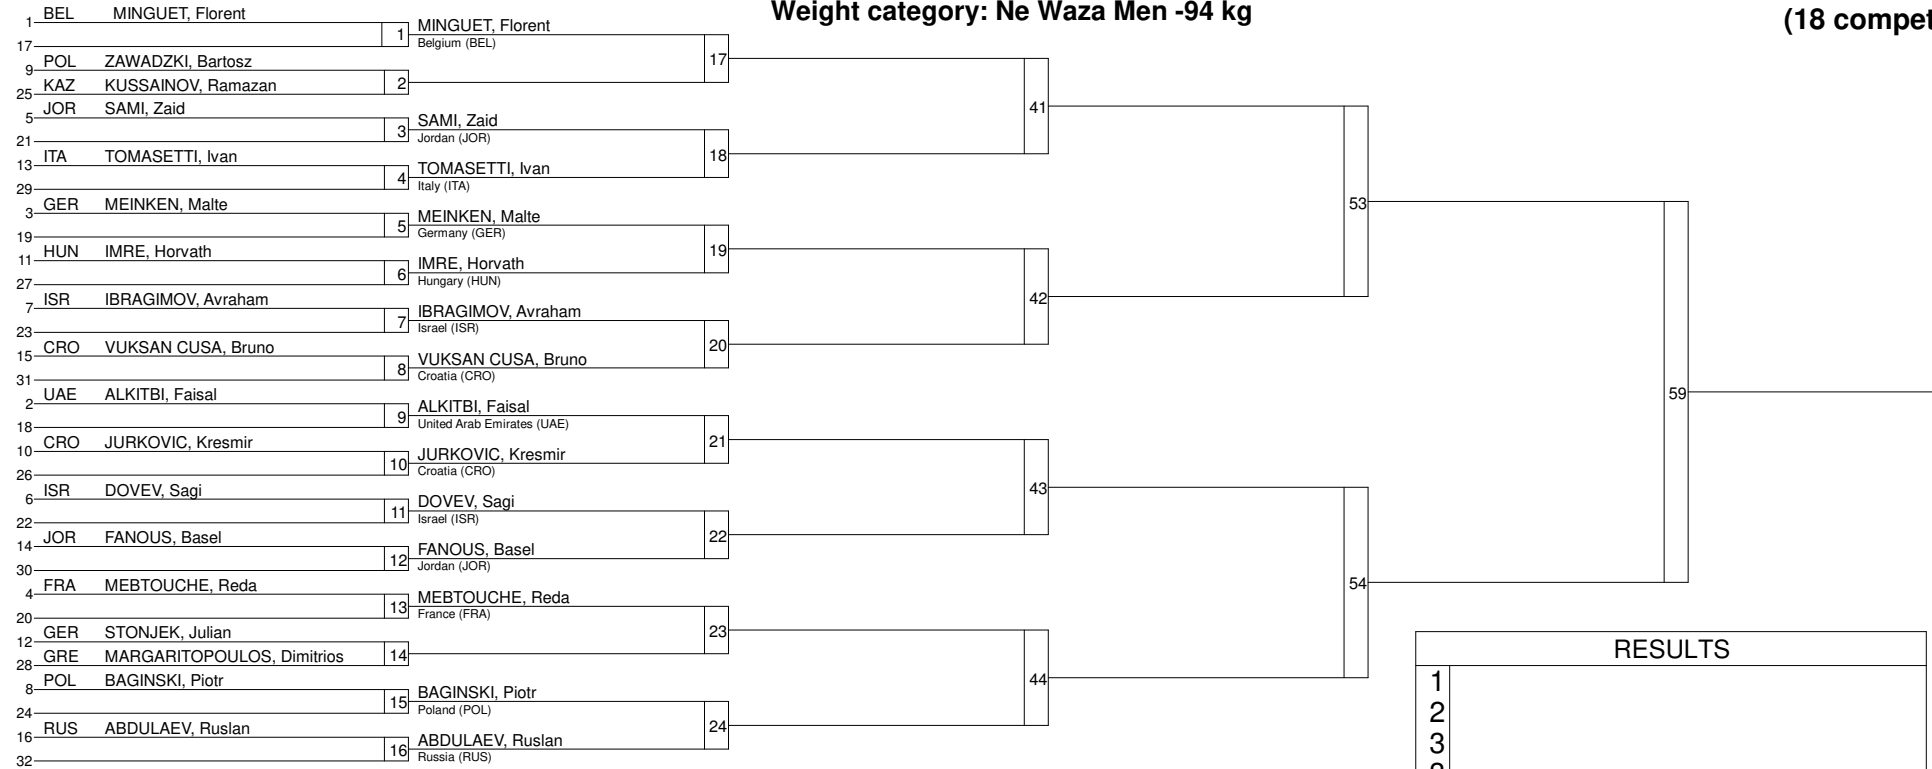 Weight category: Ne Waza Men -94 kg
(18 compet
1 BEL MINGUET, Florent
17
1 MINGUET, Florent
Belgium (BEL)
9 POL ZAWADZKI, Bartosz
25 KAZ KUSSAINOV, Ramazan
2
17
5 JOR SAMI, Zaid
21
3 SAMI, Zaid
Jordan (JOR)
13 ITA TOMASETTI, Ivan
29
4 TOMASETTI, Ivan
Italy (ITA)
18
41
3 GER MEINKEN, Malte
19
5 MEINKEN, Malte
Germany (GER)
11 HUN IMRE, Horvath
27
6 IMRE, Horvath
Hungary (HUN)
19
7 ISR IBRAGIMOV, Avraham
23
7 IBRAGIMOV, Avraham
Israel (ISR)
15 CRO VUKSAN CUSA, Bruno
31
8 VUKSAN CUSA, Bruno
Croatia (CRO)
20
42
53
2 UAE ALKITBI, Faisal
18
9 ALKITBI, Faisal
United Arab Emirates (UAE)
10 CRO JURKOVIC, Kresmir
26
10 JURKOVIC, Kresmir
Croatia (CRO)
21
6 ISR DOVEV, Sagi
22
11 DOVEV, Sagi
Israel (ISR)
14 JOR FANOUS, Basel
30
12 FANOUS, Basel
Jordan (JOR)
22
43
4 FRA MEBTOUCHE, Reda
20
13 MEBTOUCHE, Reda
France (FRA)
12 GER STONJEK, Julian
28 GRE MARGARITOPOULOS, Dimitrios
14
23
8 POL BAGINSKI, Piotr
24
15 BAGINSKI, Piotr
Poland (POL)
16 RUS ABDULAEV, Ruslan
32
16 ABDULAEV, Ruslan
Russia (RUS)
24
44
54
59
RESULTS
1
2
3